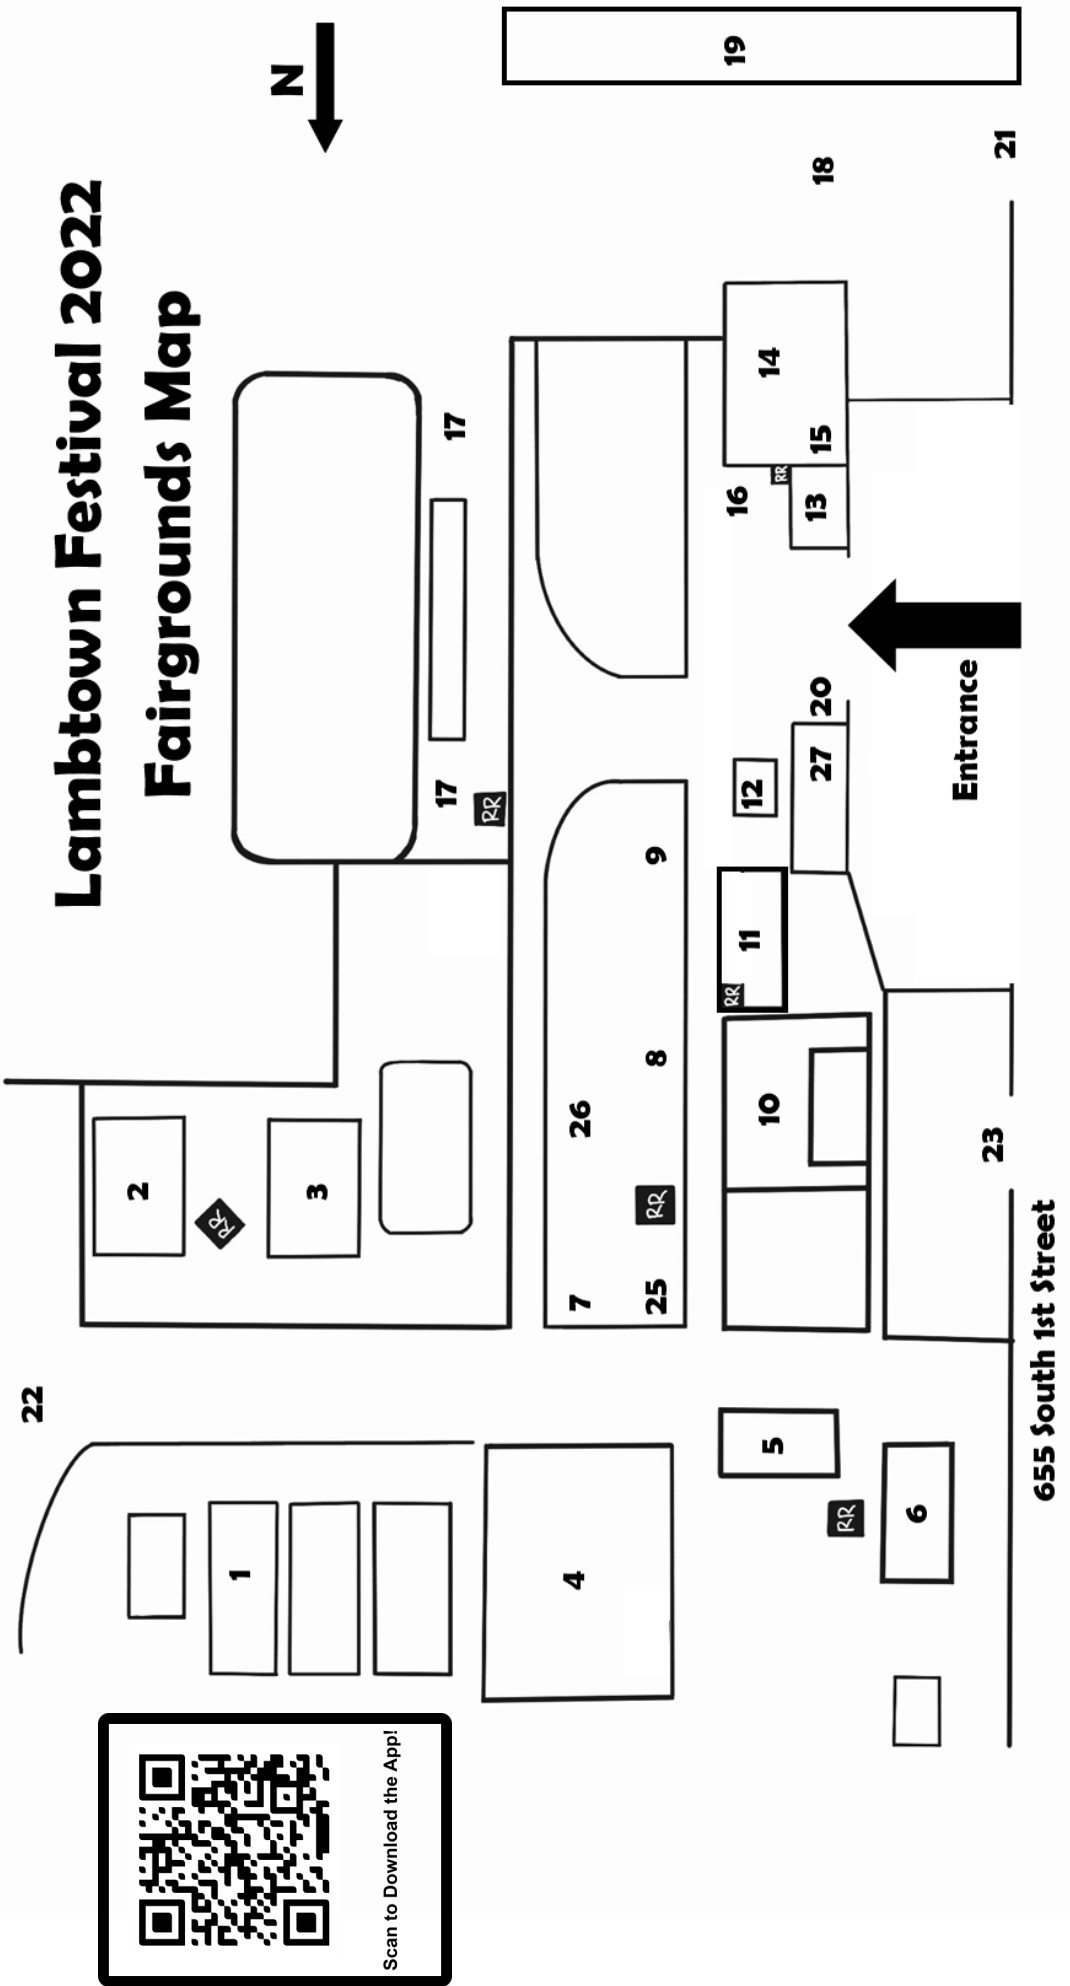 Lambtown Festival 2022
Fairgrounds Map
N
22
2
RR
1
3
Scan to Download the App!
17
17
RR
4
7
26
25
RR
8
9
19
RR
11
12
16
5
10
14
RR
27
20
13
15
18
RR
6
Entrance
23
21
655 South 1st Street